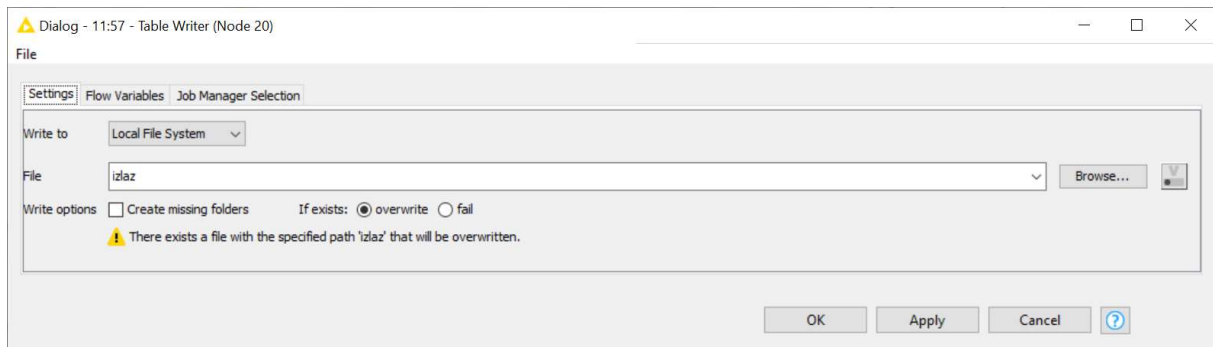 Dialog - 11:57 - Table Writer (Node 20)
File
Settings Flow Variables Job Manager Selection
Write to Local File System
File izlaz Browse... V
Write options Create missing folders If exists: overwrite fail
There exists a file with the specified path 'izlaz' that will be overwritten.
OK Apply Cancel ?